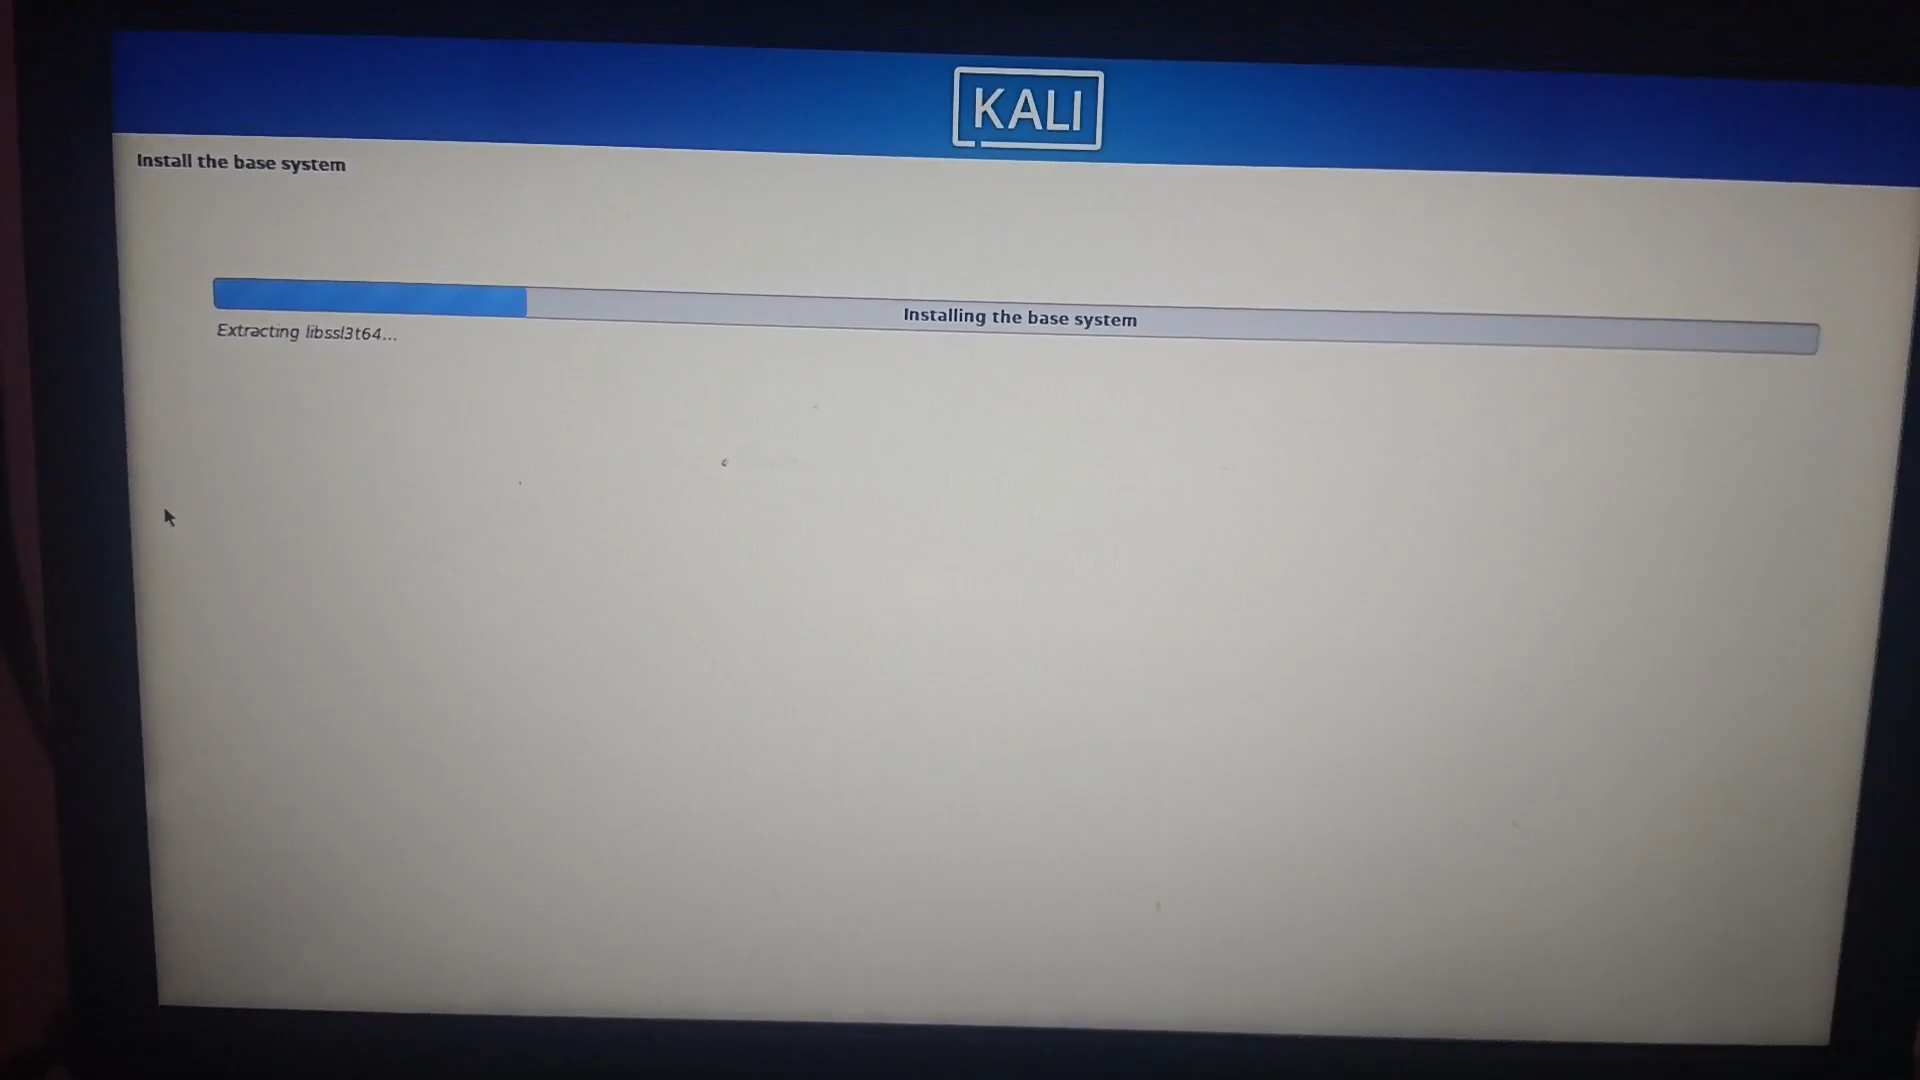 KALI
Install the base system
Installing the base system
Extracting libssl3t64...